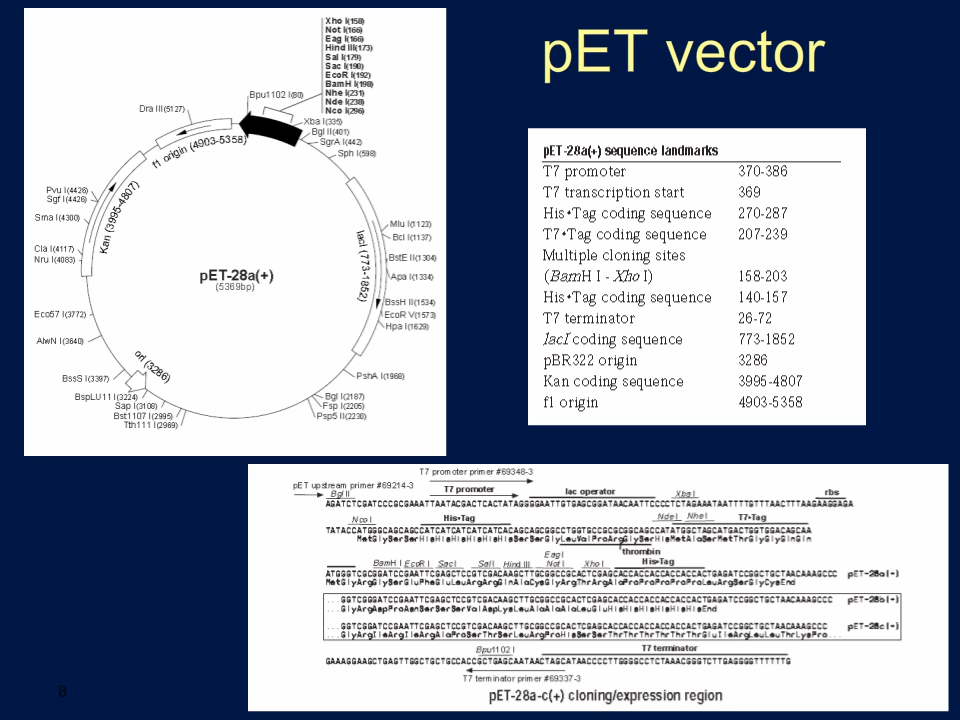 pET vector
Xho I(158)
Not I(166)
Eag I(166)
Hind III(173)
Sal I(179)
Sac I(190)
EcoR I(192)
BamH I(198)
Nhe I(231)
Nde I(238)
Nco I(296)
Bpu1102 I(80)
Dra III(5127)
Xba I(335)
Bgl II(401)
SgrA I(442)
Sph I(598)
f1 origin (4903-5358)
Pvu I(4426)
Sgf I(4426)
Sma I(4300)
Cla I(4117)
Nru I(4083)
Kan (3995-4807)
Mlu I(1123)
Bcl I(1137)
BstE II(1304)
Apa I(1334)
BssH II(1534)
EcoR V(1573)
Hpa I(1629)
lacI (773-1852)
pET-28a(+)
(5369bp)
Eco57 I(3772)
AlwN I(3640)
ori (3286)
BssS I(3397)
BspLU11 I(3224)
Sap I(3108)
Bst1107 I(2995)
Tth111 I(2969)
PshA I(1968)
Bgl I(2187)
Fsp I(2205)
Psp5 II(2230)
pET-28a(+) sequence landmarks
T7 promoter 370-386
T7 transcription start 369
His•Tag coding sequence 270-287
T7•Tag coding sequence 207-239
Multiple cloning sites
(BamH I - Xho I) 158-203
His•Tag coding sequence 140-157
T7 terminator 26-72
lacI coding sequence 773-1852
pBR322 origin 3286
Kan coding sequence 3995-4807
f1 origin 4903-5358
T7 promoter primer #69348-3
pET upstream primer #69214-3
Bgl II T7 promoter lac operator Xba I rbs
AGATCTCGATCCCGCGAAATTAATACGACTCACTATAGGGGAATTGTGAGCGGATAACAATTCCCCTCTAGAAATAATTTTGTTTAACTTTAAGAAGGAGA
Nco I His•Tag Nde I Nhe I T7•Tag
TATACCATGGGCAGCAGCCATCATCATCATCATCACAGCAGCGGCCTGGTGCCGCGCGGCAGCCATATGGCTAGCATGACTGGTGGACAGCAA
MetGlySerSerHisHisHisHisHisHisSerSerGlyLeuValProArgGlySerHisMetAlaSerMetThrGlyGlyGlnGln
thrombin
BamH I EcoR I Sac I Sal I Hind III Eag I Not I Xho I His•Tag
ATGGGTCGCGGATCCGAATTCGAGCTCCGTCGACAAGCTTGCGGCCGCACTCGAGCACCACCACCACCACCACTGAGATCCGGCTGCTAACAAAGCCC pET-28a(+)
...GGTCGGGATCCGAATTCGAGCTCCGTCGACAAGCTTGCGGCCGCACTCGAGCACCACCACCACCACCACTGAGATCCGGCTGCTAACAAAGCCC pET-28b(+)
...GlyArgAspProAsnSerSerSerValAspLysLeuAlaAlaAlaLeuGluHisHisHisHisHisHisEnd
...GGTCGGATCCGAATTCGAGCTCCGTCGACAAGCTTGCGGCCGCACTCGAGCACCACCACCACCACCACTGAGATCCGGCTGCTAACAAAGCCC pET-28c(+)
Bpu1102 I T7 terminator
GAAAGGAAGCTGAGTTGGCTGCTGCCACCGCTGAGCAATAACTAGCATAACCCCTTGGGGCCTCTAAACGGGTCTTGAGGGGTTTTTTG
T7 terminator primer #69337-3
pET-28a-c(+) cloning/expression region
8